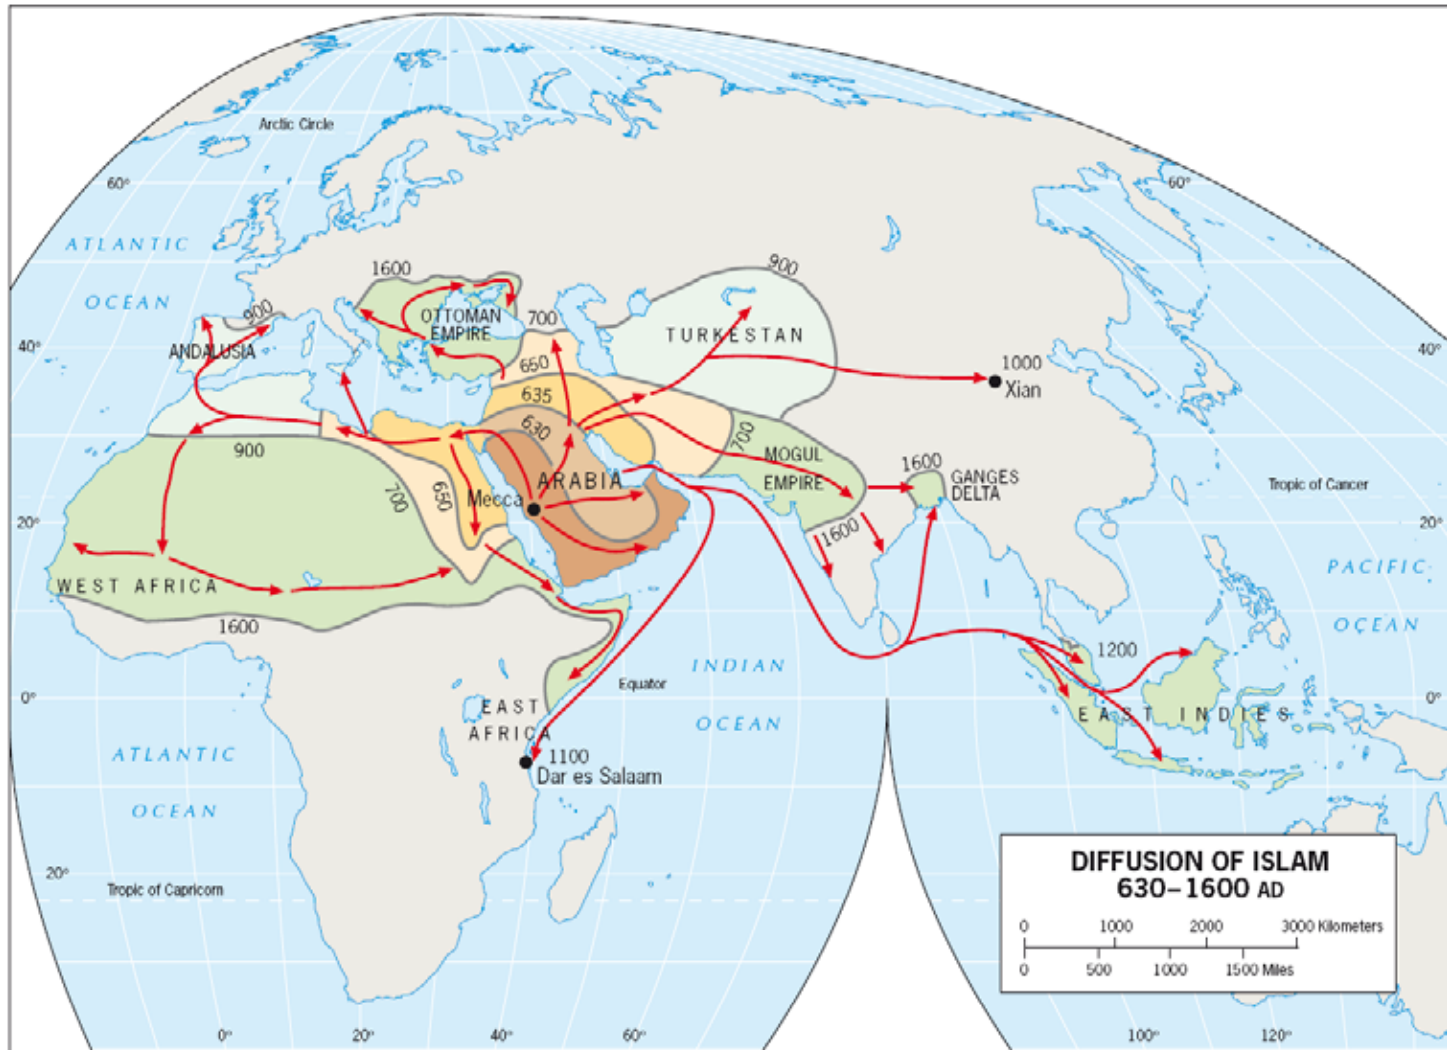 Arctic Circle
60°
60°
ATLANTIC
OCEAN
1600
900
900
OTTOMAN
EMPIRE
700
TURKESTAN
ANDALUSIA
40°
40°
650
1000
Xian
635
630
900
700
MOGUL
EMPIRE
1600
GANGES
DELTA
ARABIA
Mecca
700
650
Tropic of Cancer
20°
20°
1600
WEST AFRICA
PACIFIC
OCEAN
1600
1200
INDIAN
OCEAN
Equator
0°
0°
EAST
AFRICA
EAST INDIES
ATLANTIC
OCEAN
1100
Dar es Salaam
20°
Tropic of Capricorn
DIFFUSION OF ISLAM
630–1600 AD
0 1000 2000 3000 Kilometers
0 500 1000 1500 Miles
0° 20° 40° 60° 100° 120°